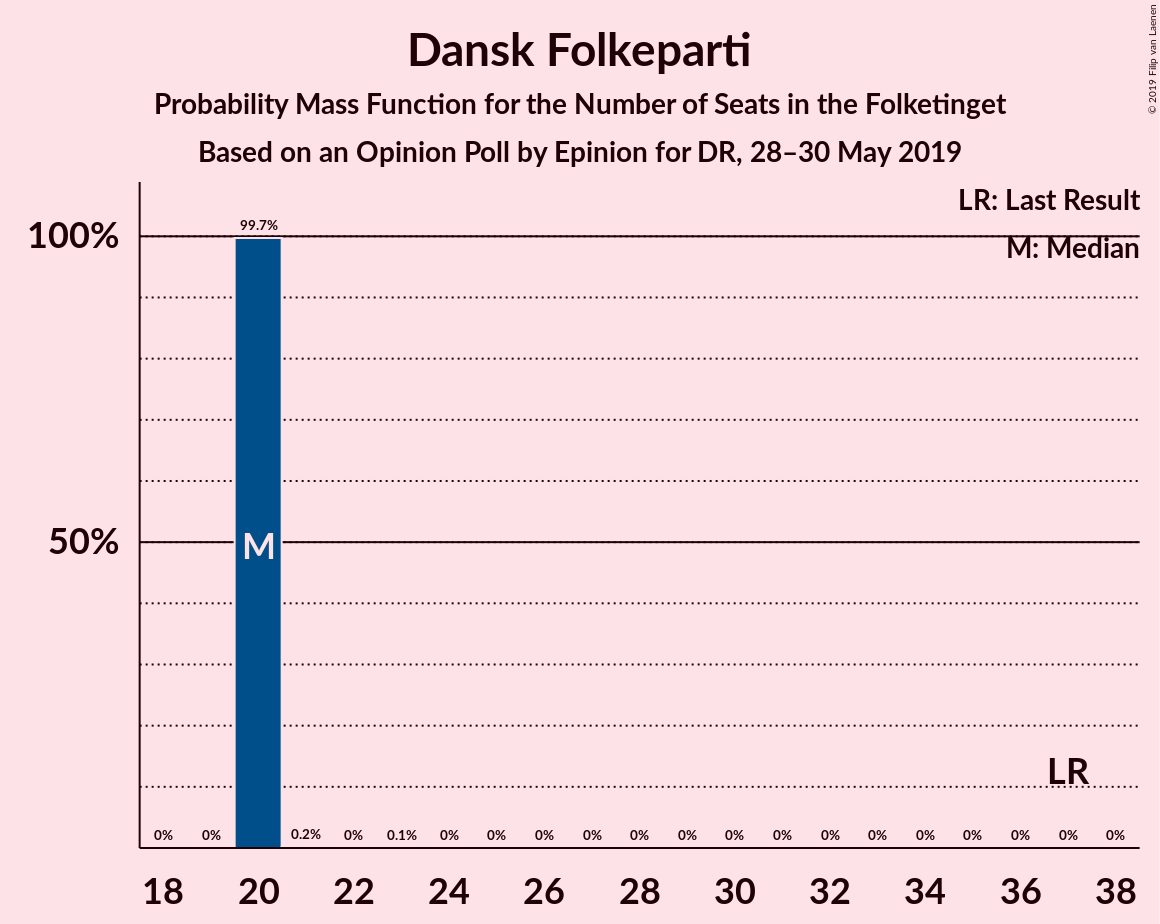 Dansk Folkeparti
Probability Mass Function for the Number of Seats in the Folketinget
Based on an Opinion Poll by Epinion for DR, 28–30 May 2019
© 2019 Filip van Laenen
LR: Last Result
M: Median
100%
50%
99.7%
M
LR
0% 0% 0.2% 0% 0.1% 0% 0% 0% 0% 0% 0% 0% 0% 0% 0% 0% 0% 0% 0% 0%
18 20 22 24 26 28 30 32 34 36 38